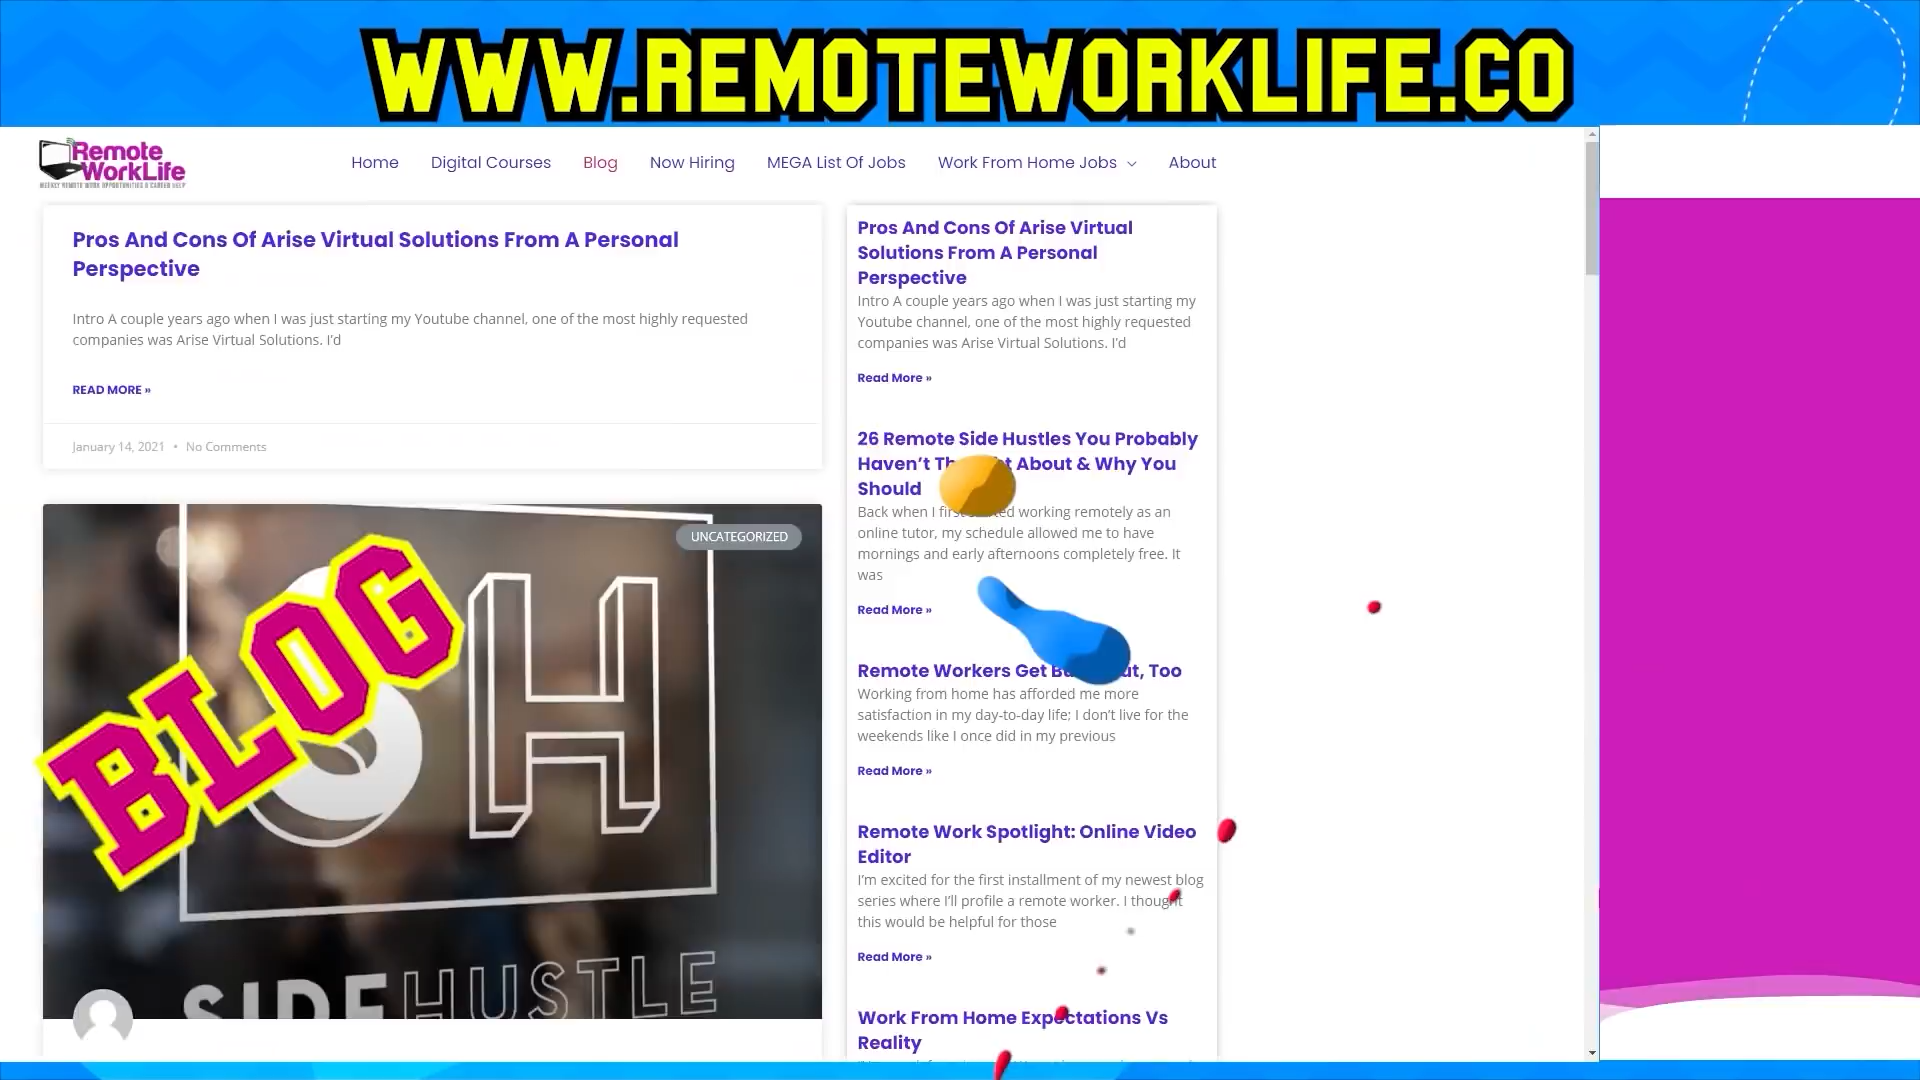 WWW.REMOTEWORKLIFE.CO
Remote
WorkLife
WEEKLY REMOTE WORK OPPORTUNITIES & CAREER HELP
Home
Digital Courses
Blog
Now Hiring
MEGA List Of Jobs
Work From Home Jobs
About
Pros And Cons Of Arise Virtual Solutions From A Personal
Perspective
Intro A couple years ago when I was just starting my Youtube channel, one of the most highly requested
companies was Arise Virtual Solutions. I’d
READ MORE »
January 14, 2021 • No Comments
UNCATEGORIZED
BLOG
SH
SIDEHUSTLE
Pros And Cons Of Arise Virtual
Solutions From A Personal
Perspective
Intro A couple years ago when I was just starting my
Youtube channel, one of the most highly requested
companies was Arise Virtual Solutions. I’d
Read More »
26 Remote Side Hustles You Probably
Haven’t About & Why You
Should
Back when I working remotely as an
online tutor, my schedule allowed me to have
mornings and early afternoons completely free. It
was
Read More »
Remote Workers Get Too
Working from home has afforded me more
satisfaction in my day-to-day life; I don’t live for the
weekends like I once did in my previous
Read More »
Remote Work Spotlight: Online Video
Editor
I’m excited for the first installment of my newest blog
series where I’ll profile a remote worker. I thought
this would be helpful for those
Read More »
Work From Home Expectations Vs
Reality